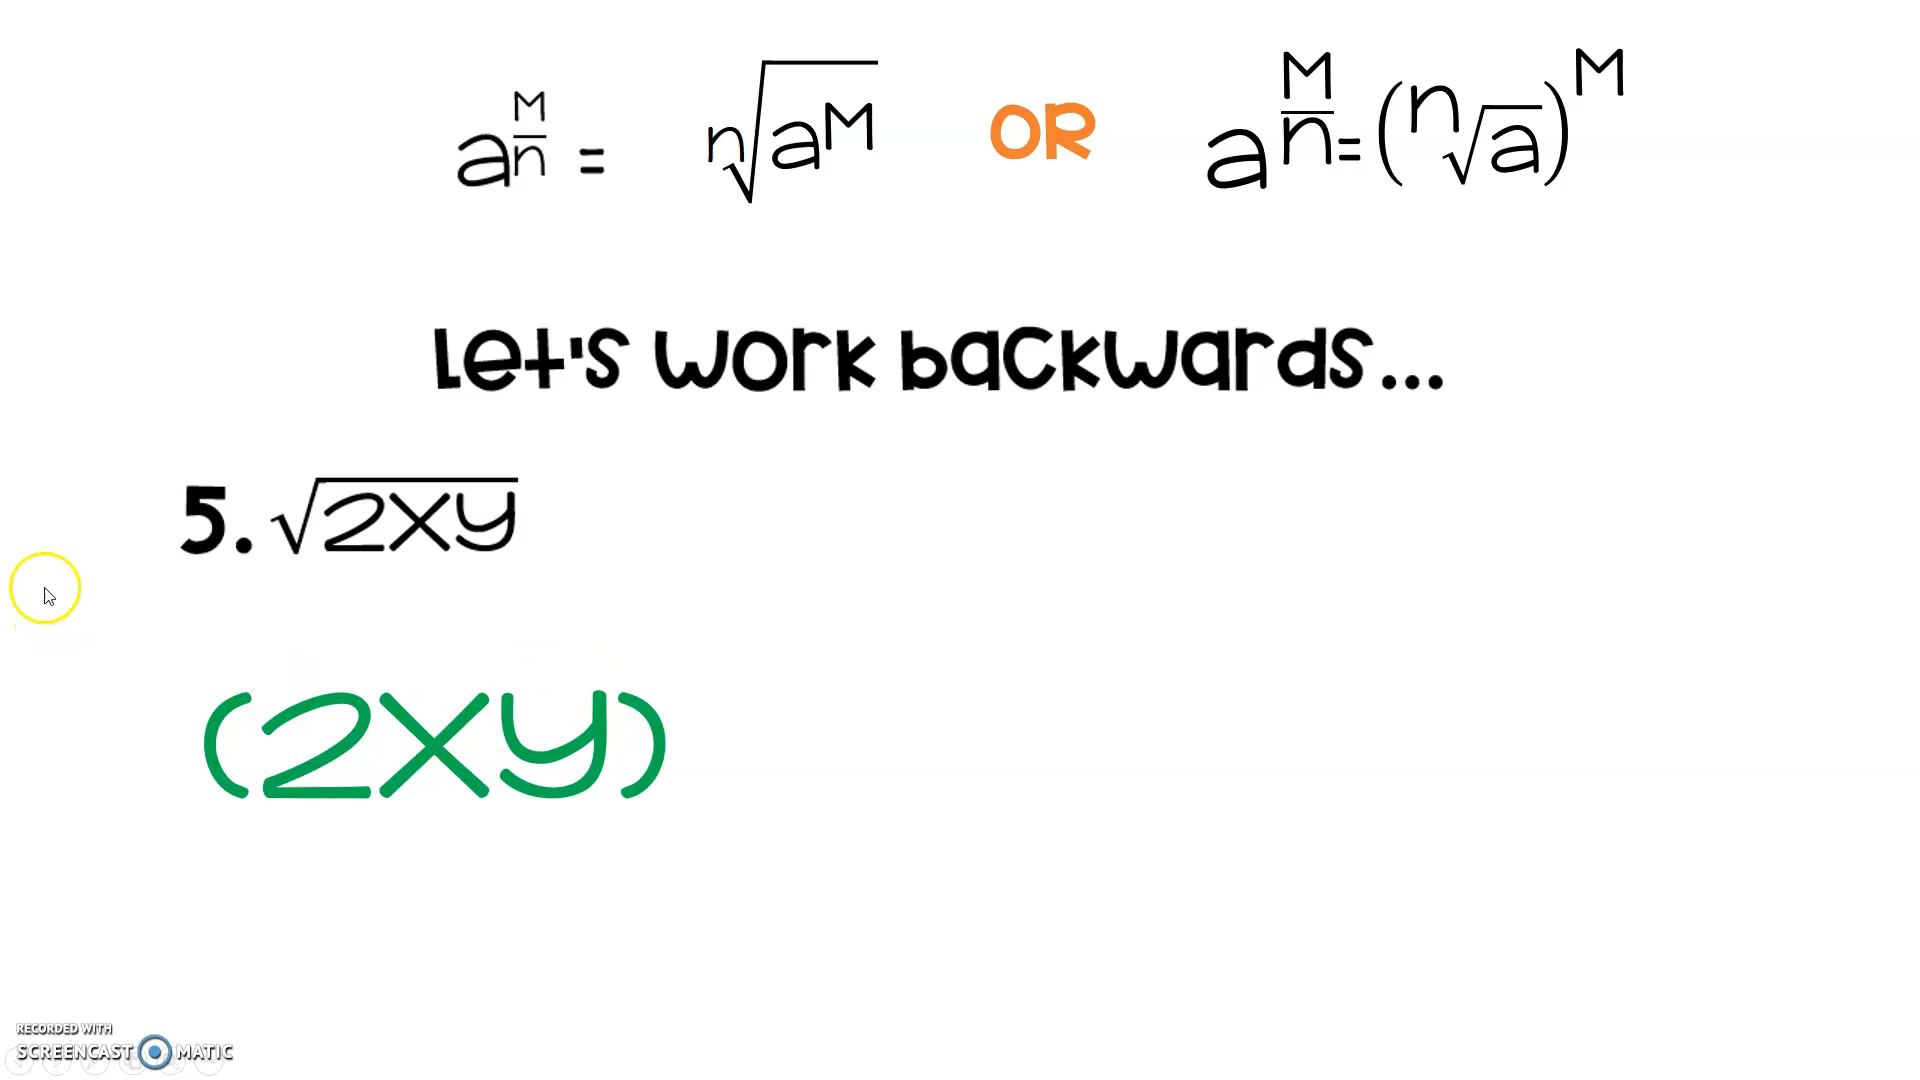 a^(M/n) = ⁿ√(a^M) OR a^(M/n) = (ⁿ√a)^M
Let's work backwards...
5. √2xy
(2xy)
RECORDED WITH
SCREENCAST MATIC